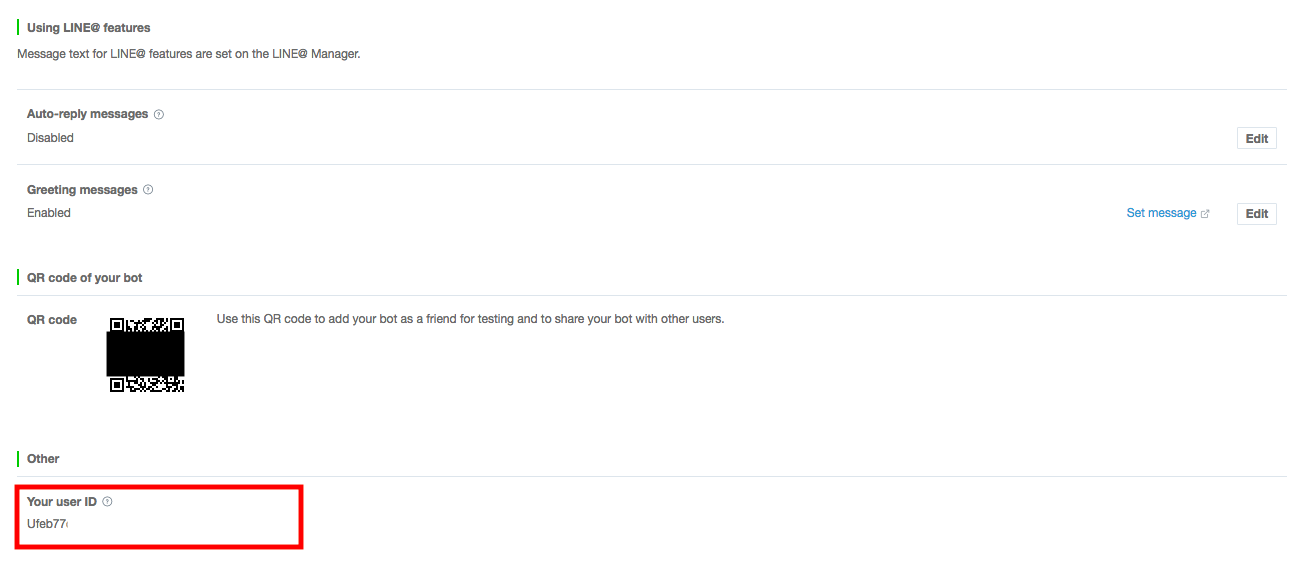 Using LINE@ features
Message text for LINE@ features are set on the LINE@ Manager.
Auto-reply messages ?
Disabled
Edit
Greeting messages ?
Enabled
Set message
Edit
QR code of your bot
QR code
Use this QR code to add your bot as a friend for testing and to share your bot with other users.
Other
Your user ID ?
Ufeb77